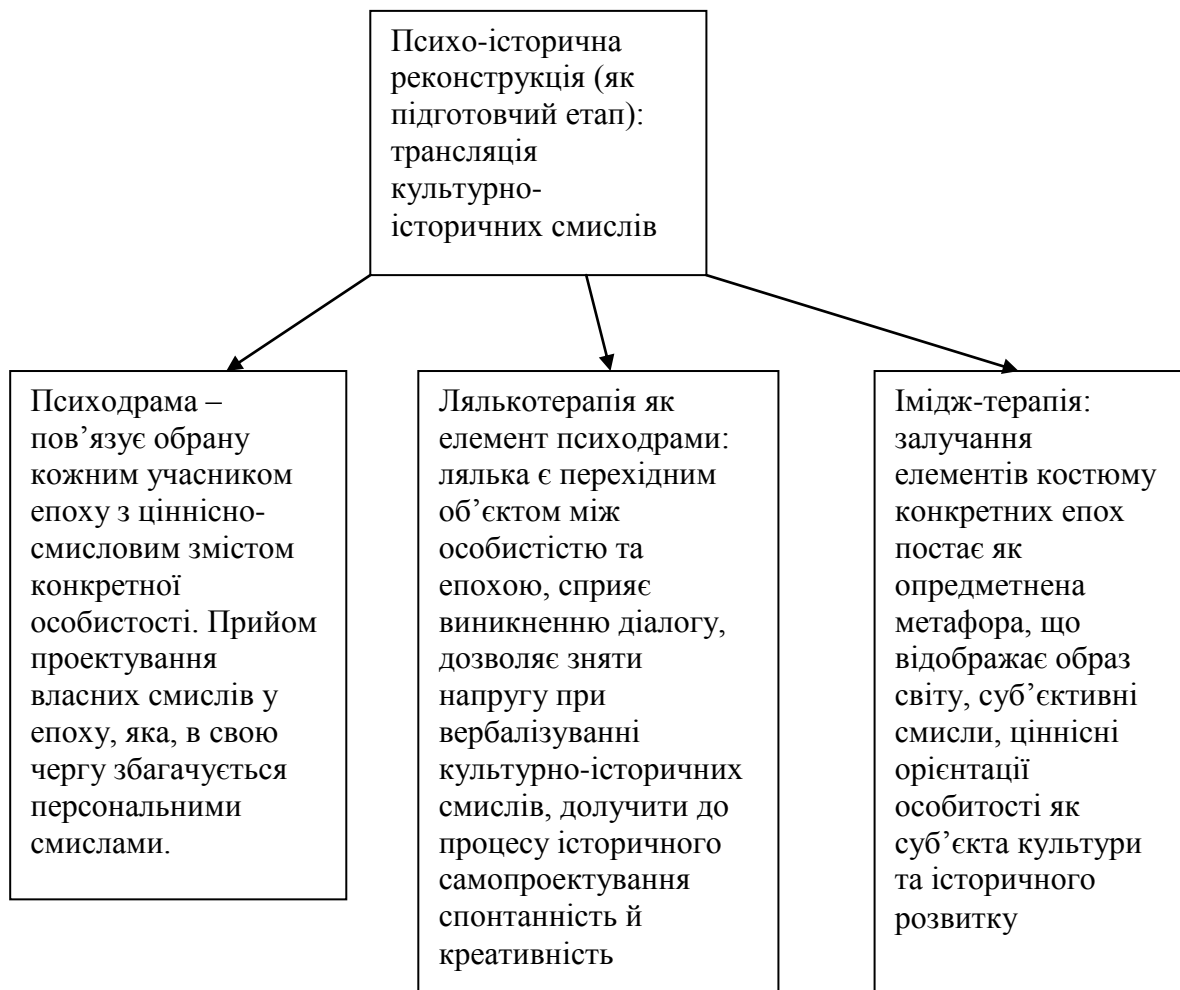 Психо-історична
реконструкція (як
підготовчий етап):
трансляція
культурно-
історичних смислів
Психодрама –
пов’язує обрану
кожним учасником
епоху з ціннісно-
смисловим змістом
конкретної
особистості. Прийом
проектування
власних смислів у
епоху, яка, в свою
чергу збагачується
персональними
смислами.
Лялькотерапія як
елемент психодрами:
лялька є перехідним
об’єктом між
особистістю та
епохою, сприяє
виникненню діалогу,
дозволяє зняти
напругу при
вербалізуванні
культурно-історичних
смислів, долучити до
процесу історичного
самопроектування
спонтанність й
креативність
Імідж-терапія:
залучання
елементів костюму
конкретних епох
постає як
опредметнена
метафора, що
відображає образ
світу, суб’єктивні
смисли, ціннісні
орієнтації
особитості як
суб’єкта культури
та історичного
розвитку